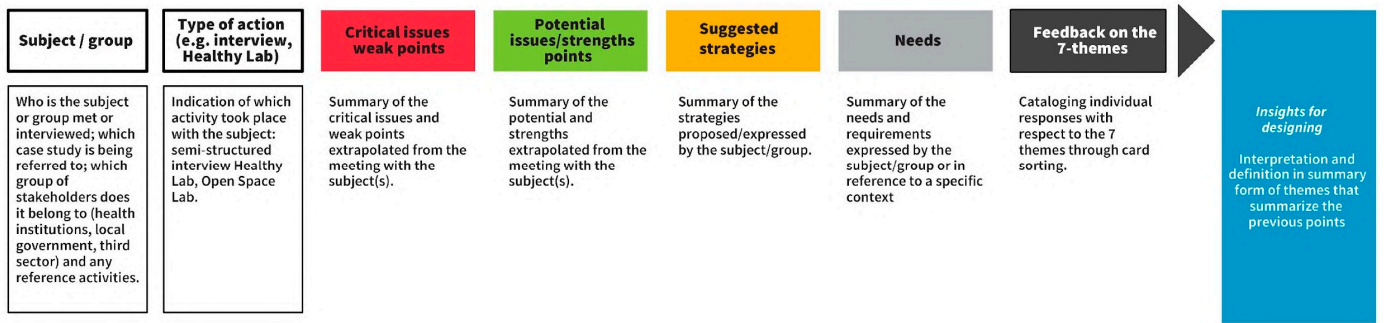 Subject / group
Type of action
(e.g. interview,
Healthy Lab)
Critical issues
weak points
Potential
issues/strengths
points
Suggested
strategies
Needs
Feedback on the
7-themes
Who is the subject
or group met or
interviewed; which
case study is being
referred to; which
group of
stakeholders does
it belong to (health
institutions, local
government, third
sector) and any
reference activities.
Indication of which
activity took place
with the subject:
semi-structured
interview Healthy
Lab, Open Space
Lab.
Summary of the
critical issues and
weak points
extrapolated from the
meeting with the
subject(s).
Summary of the
potential and
strengths
extrapolated from the
meeting with the
subject(s).
Summary of the
strategies
proposed/expressed
by the subject/group.
Summary of the
needs and
requirements
expressed by the
subject/group or in
reference to a specific
context
Cataloging individual
responses with
respect to the 7
themes through card
sorting.
Insights for
designing
Interpretation and
definition in summary
form of themes that
summarize the
previous points